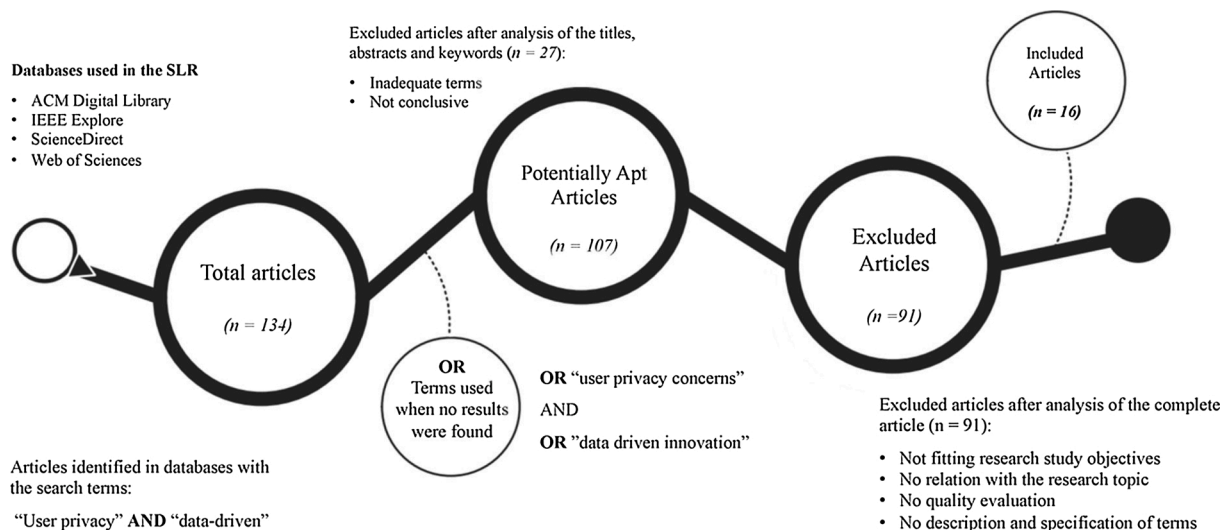 Databases used in the SLR
• ACM Digital Library
• IEEE Explore
• ScienceDirect
• Web of Sciences
Excluded articles after analysis of the titles,
abstracts and keywords (n = 27):
• Inadequate terms
• Not conclusive
Included
Articles
(n = 16)
Total articles
(n = 134)
Potentially Apt
Articles
(n = 107)
Excluded
Articles
(n =91)
OR
Terms used
when no results
were found
OR “user privacy concerns”
AND
OR ”data driven innovation”
Articles identified in databases with
the search terms:
“User privacy” AND “data-driven”
Excluded articles after analysis of the complete
article (n = 91):
• Not fitting research study objectives
• No relation with the research topic
• No quality evaluation
• No description and specification of terms